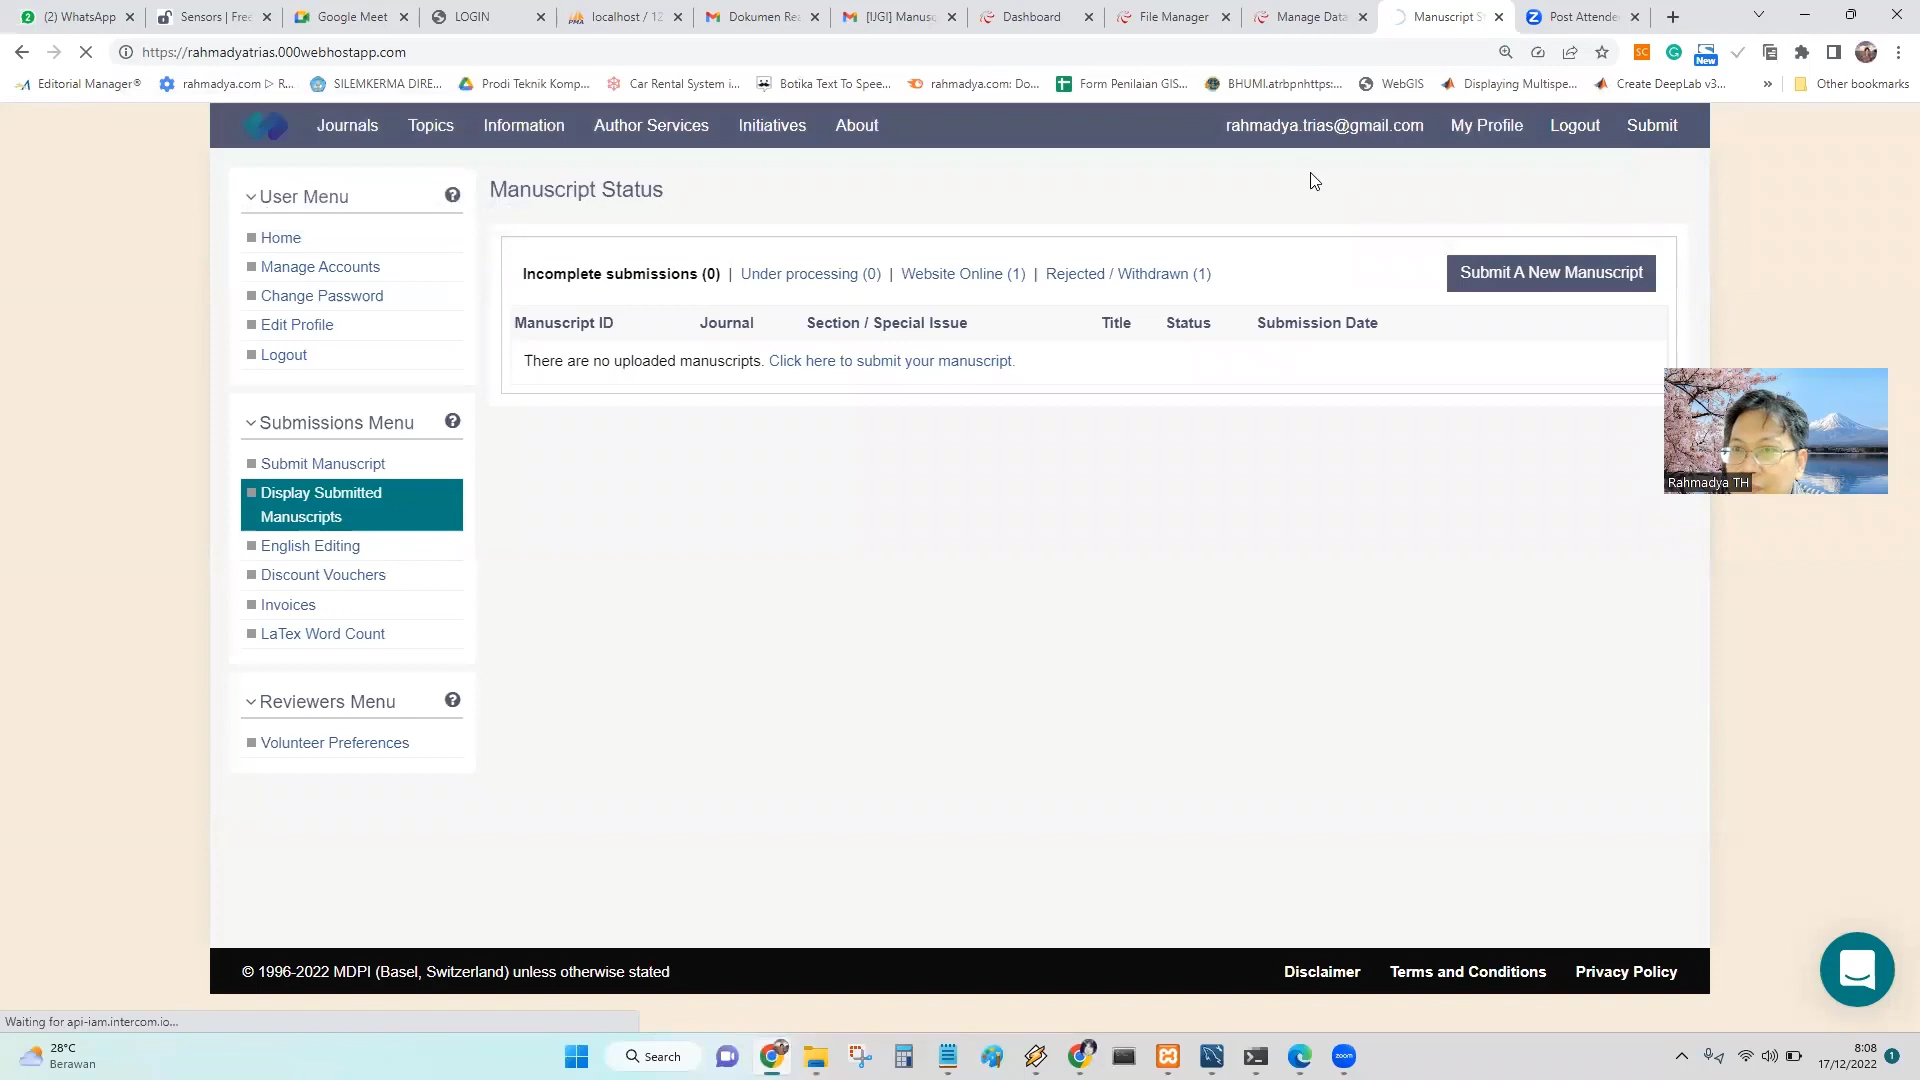 (2) WhatsApp
Sensors | Free
Google Meet
LOGIN
localhost / 12
Dokumen Rea
[IJGI] Manusc
Dashboard
File Manager
Manage Data
Manuscript S
Post Attende
https://rahmadyatrias.000webhostapp.com
SC
New
Editorial Manager®
rahmadya.com ▷ R...
SILEMKERMA DIRE...
Prodi Teknik Komp...
Car Rental System i...
Botika Text To Spee...
rahmadya.com: Do...
Form Penilaian GIS...
BHUMI.atrbpnhttps:...
WebGIS
Displaying Multispe...
Create DeepLab v3...
»
Other bookmarks
Journals
Topics
Information
Author Services
Initiatives
About
rahmadya.trias@gmail.com
My Profile
Logout
Submit
User Menu
Home
Manage Accounts
Change Password
Edit Profile
Logout
Submissions Menu
Submit Manuscript
Display Submitted
Manuscripts
English Editing
Discount Vouchers
Invoices
LaTex Word Count
Reviewers Menu
Volunteer Preferences
Manuscript Status
Incomplete submissions (0) | Under processing (0) | Website Online (1) | Rejected / Withdrawn (1)
Submit A New Manuscript
Manuscript ID
Journal
Section / Special Issue
Title
Status
Submission Date
There are no uploaded manuscripts. Click here to submit your manuscript.
Rahmadya TH
© 1996-2022 MDPI (Basel, Switzerland) unless otherwise stated
Disclaimer
Terms and Conditions
Privacy Policy
Waiting for api-iam.intercom.io...
28°C
Berawan
Search
zoom
8:08
17/12/2022
1